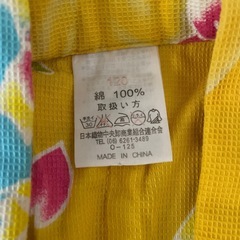 綿 100%
取扱い方
日本織物中央卸商業組合連合会
TEL (06) 6261-3489
O-125
MADE IN CHINA